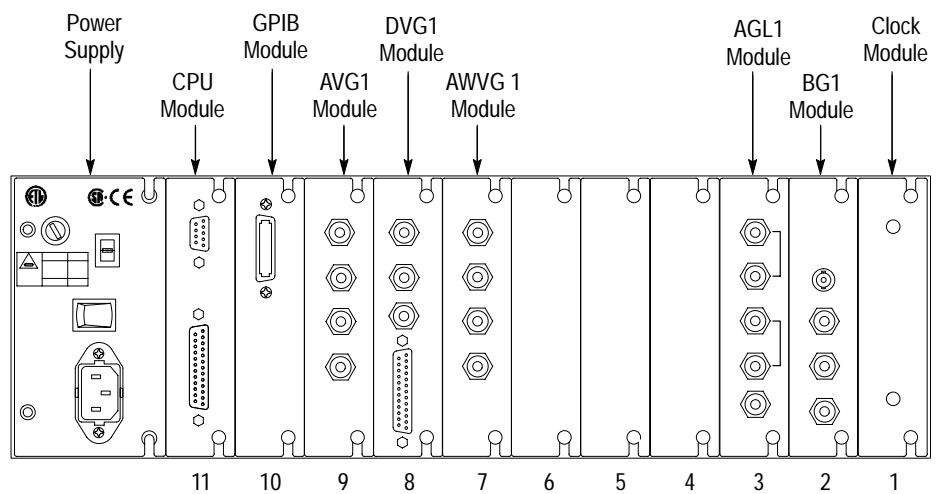 Power
Supply
CPU
Module
GPIB
Module
AVG1
Module
DVG1
Module
AWVG 1
Module
AGL1
Module
BG1
Module
Clock
Module
CE
11 10 9 8 7 6 5 4 3 2 1